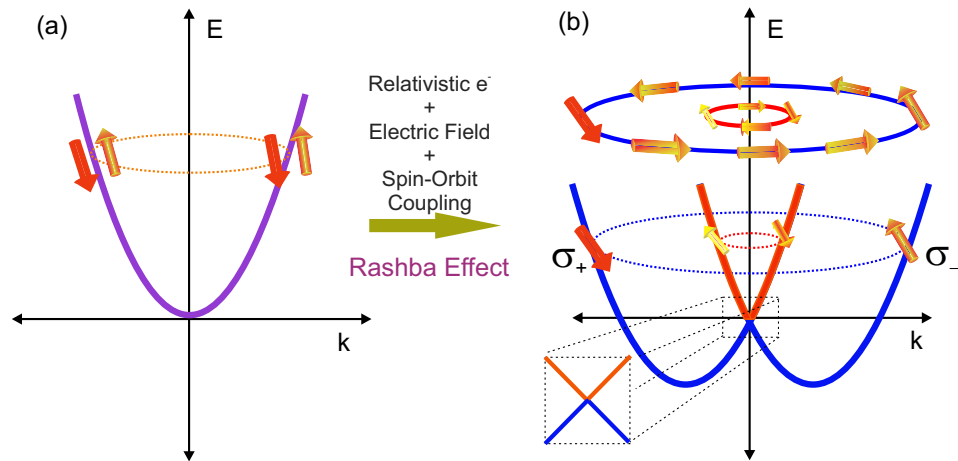 (a)
E
k
Relativistic e⁻
+
Electric Field
+
Spin-Orbit
Coupling
Rashba Effect
(b)
E
σ₊
σ₋
k